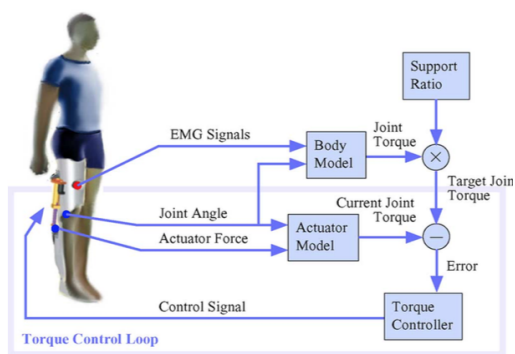 Support
Ratio
EMG Signals
Body
Model
Joint
Torque
Target Join
Torque
Joint Angle
Actuator Force
Actuator
Model
Current Joint
Torque
Error
Control Signal
Torque
Controller
Torque Control Loop